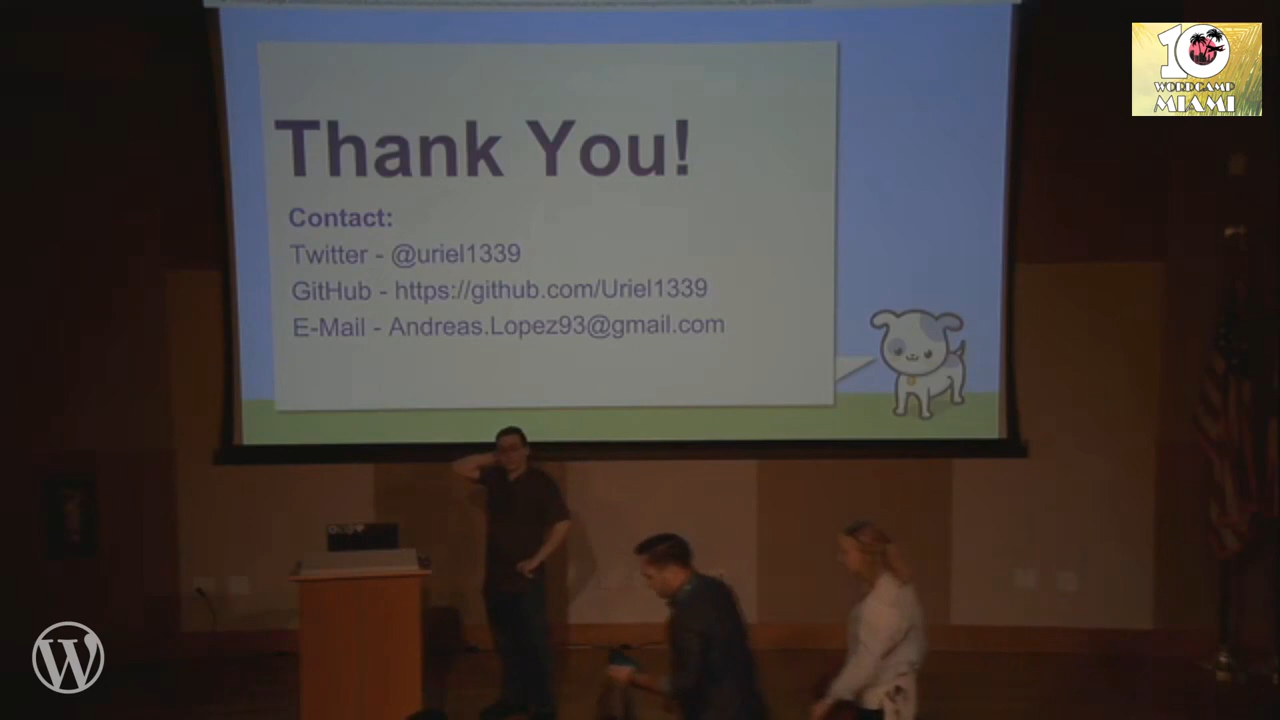 Thank You!
Contact:
Twitter - @uriel1339
GitHub - https://github.com/Uriel1339
E-Mail - Andreas.Lopez93@gmail.com
10
WORDCAMP
MIAMI